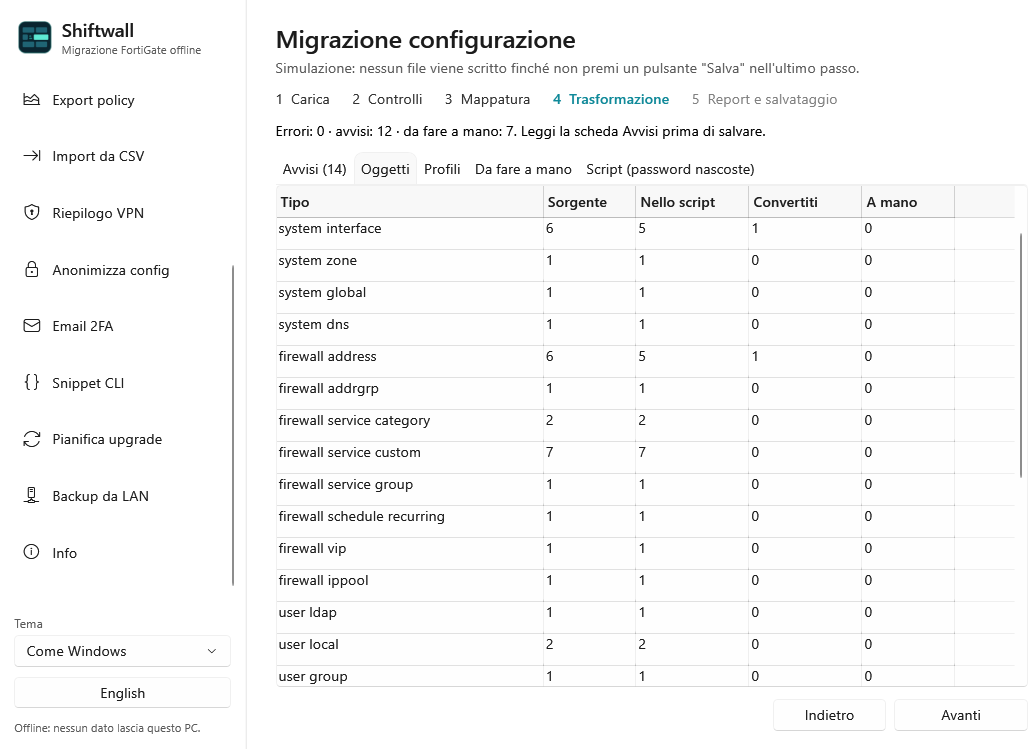 Shiftwall
Migrazione FortiGate offline
Export policy
Import da CSV
Riepilogo VPN
Anonimizza config
Email 2FA
Snippet CLI
Pianifica upgrade
Backup da LAN
Info
Tema
Come Windows
English
Offline: nessun dato lascia questo PC.
Migrazione configurazione
Simulazione: nessun file viene scritto finché non premi un pulsante "Salva" nell'ultimo passo.
1 Carica 2 Controlli 3 Mappatura 4 Trasformazione 5 Report e salvataggio
Errori: 0 · avvisi: 12 · da fare a mano: 7. Leggi la scheda Avvisi prima di salvare.
Avvisi (14) Oggetti Profili Da fare a mano Script (password nascoste)
Tipo Sorgente Nello script Convertiti A mano
system interface 6 5 1 0
system zone 1 1 0 0
system global 1 1 0 0
system dns 1 1 0 0
firewall address 6 5 1 0
firewall addrgrp 1 1 0 0
firewall service category 2 2 0 0
firewall service custom 7 7 0 0
firewall service group 1 1 0 0
firewall schedule recurring 1 1 0 0
firewall vip 1 1 0 0
firewall ippool 1 1 0 0
user ldap 1 1 0 0
user local 2 2 0 0
user group 1 1 0 0
Indietro Avanti